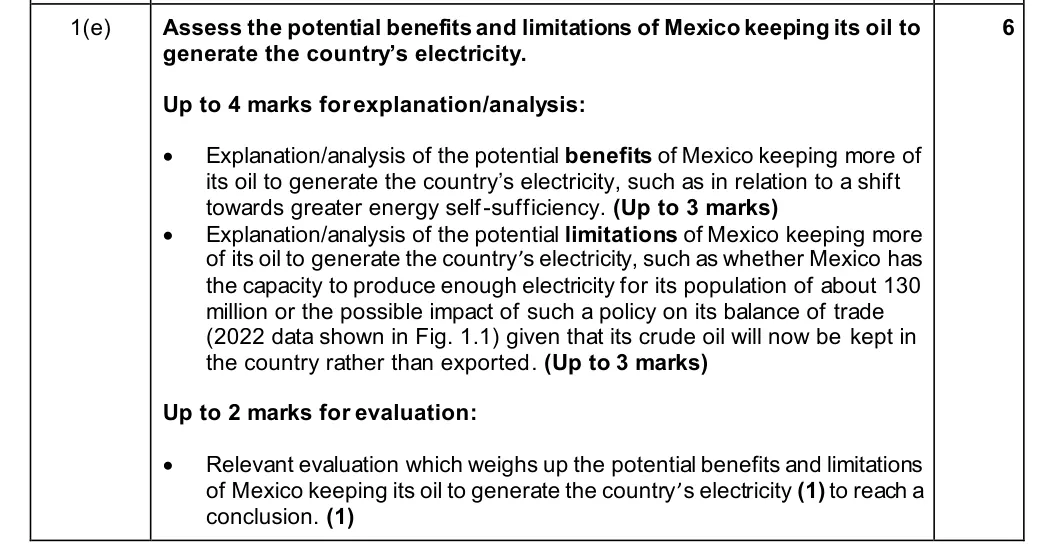 1(e) Assess the potential benefits and limitations of Mexico keeping its oil to 6
generate the country's electricity.
Up to 4 marks for explanation/analysis:
• Explanation/analysis of the potential benefits of Mexico keeping more of
its oil to generate the country's electricity, such as in relation to a shift
towards greater energy self-sufficiency. (Up to 3 marks)
• Explanation/analysis of the potential limitations of Mexico keeping more
of its oil to generate the country's electricity, such as whether Mexico has
the capacity to produce enough electricity for its population of about 130
million or the possible impact of such a policy on its balance of trade
(2022 data shown in Fig. 1.1) given that its crude oil will now be kept in
the country rather than exported. (Up to 3 marks)
Up to 2 marks for evaluation:
• Relevant evaluation which weighs up the potential benefits and limitations
of Mexico keeping its oil to generate the country's electricity (1) to reach a
conclusion. (1)